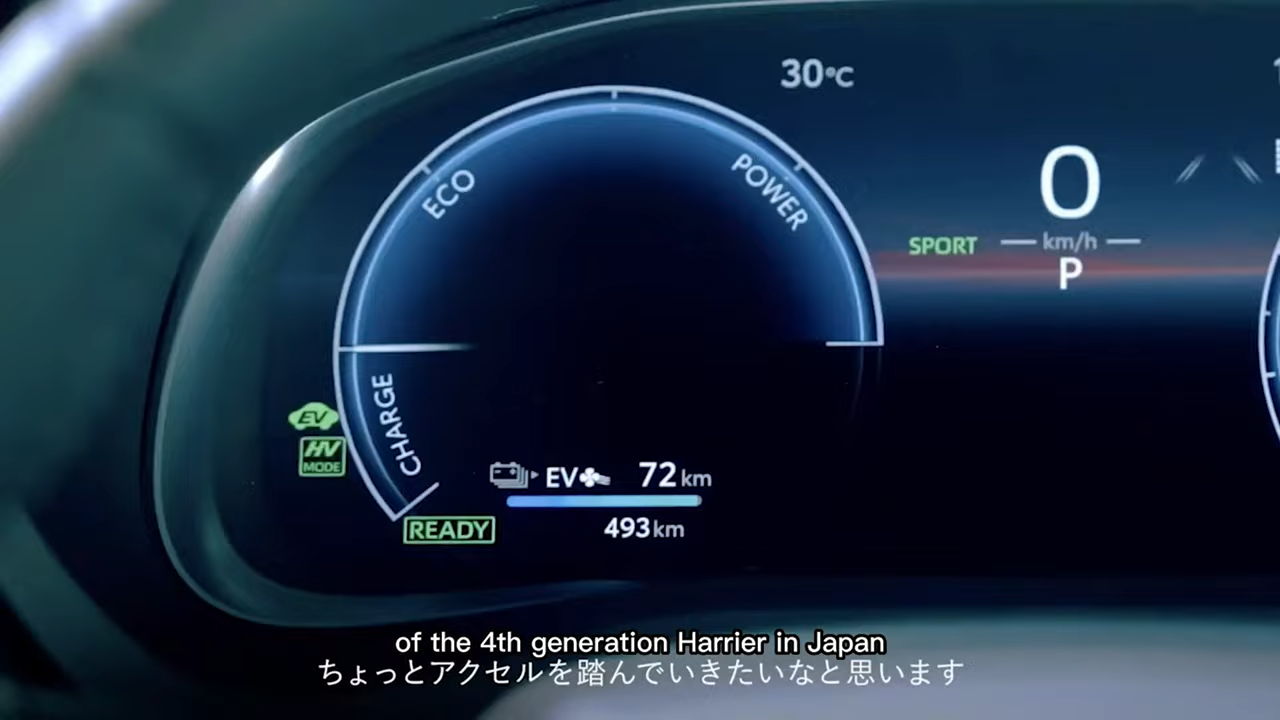 30°C
ECO
POWER
0
SPORT
km/h
P
CHARGE
EV
HV
MODE
EV 72 km
READY
493 km
of the 4th generation Harrier in Japan
ちょっとアクセルを踏んでいきたいなと思います